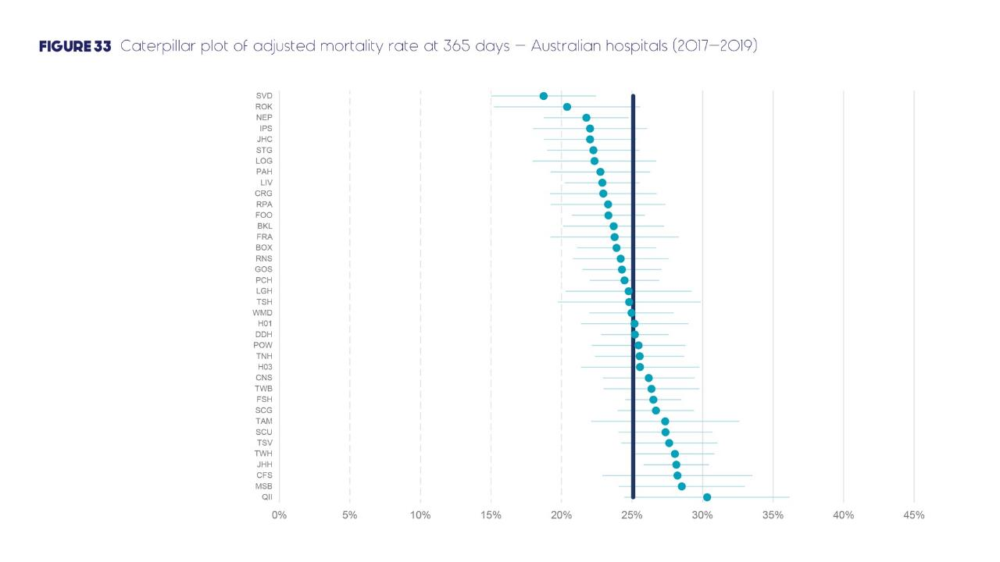 FIGURE 33 Caterpillar plot of adjusted mortality rate at 365 days – Australian hospitals (2017–2019)
SVD
ROK
NEP
IPS
JHC
STG
LOG
PAH
LIV
CRG
RPA
FOO
BKL
FRA
BOX
RNS
GOS
PCH
LGH
TSH
WMD
H01
DDH
POW
TNH
H03
CNS
TWB
FSH
SCG
TAM
SCU
TSV
TWH
JHH
CFS
MSB
QII
0% 5% 10% 15% 20% 25% 30% 35% 40% 45%